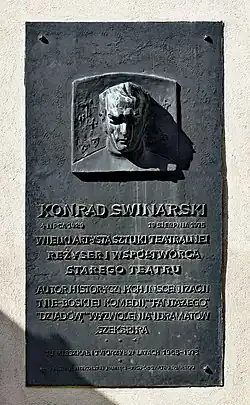 KONRAD SWINARSKI
4 LIPCA 1929 19 SIERPNIA 1975
WIELKI ARTYSTA SZTUKI TEATRALNEJ
REŻYSER I WSPÓŁTWÓRCA
STAREGO TEATRU
AUTOR HISTORYCZNYCH INSCENIZACJI
NIE-BOSKIEJ KOMEDII "FANTAZEGO"
"DZIADÓW" "WYZWOLENIA" I DRAMATÓW
SZEKSPIRA
TU MIESZKAŁ I TWORZYŁ W LATACH 1965-1975